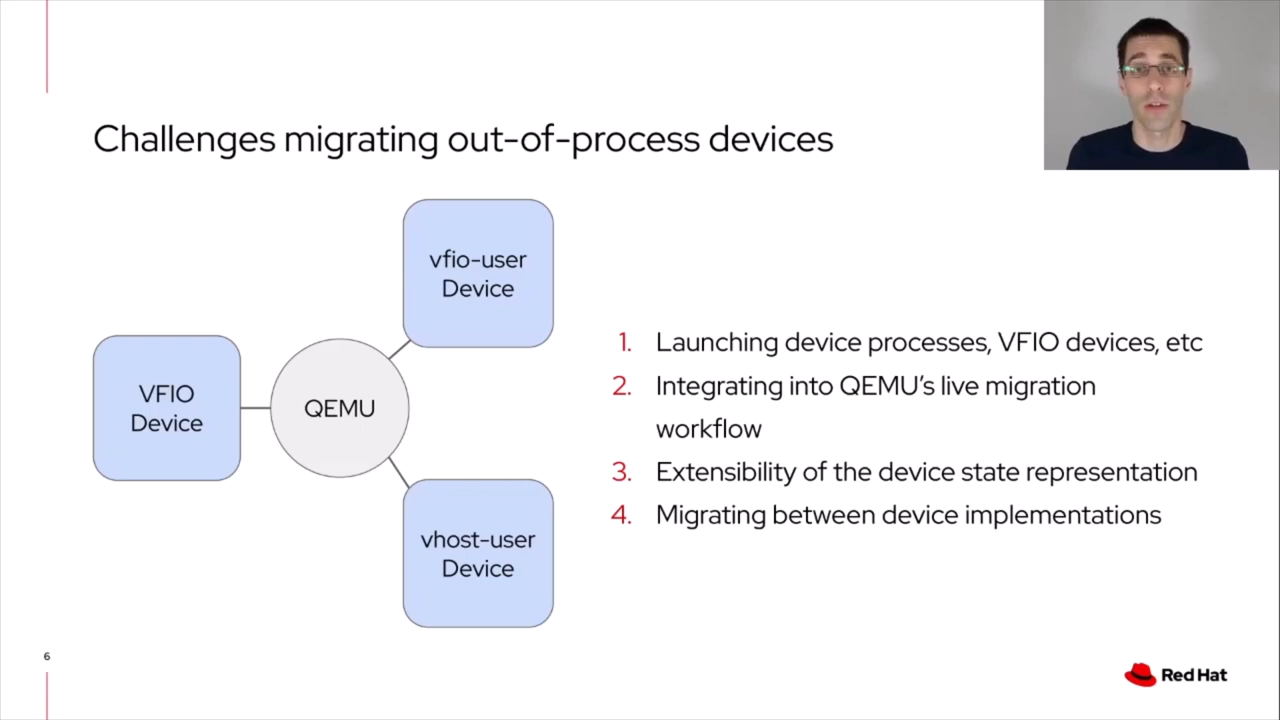 Challenges migrating out-of-process devices
vfio-user
Device
VFIO
Device
QEMU
vhost-user
Device
1. Launching device processes, VFIO devices, etc
2. Integrating into QEMU's live migration
workflow
3. Extensibility of the device state representation
4. Migrating between device implementations
6
Red Hat